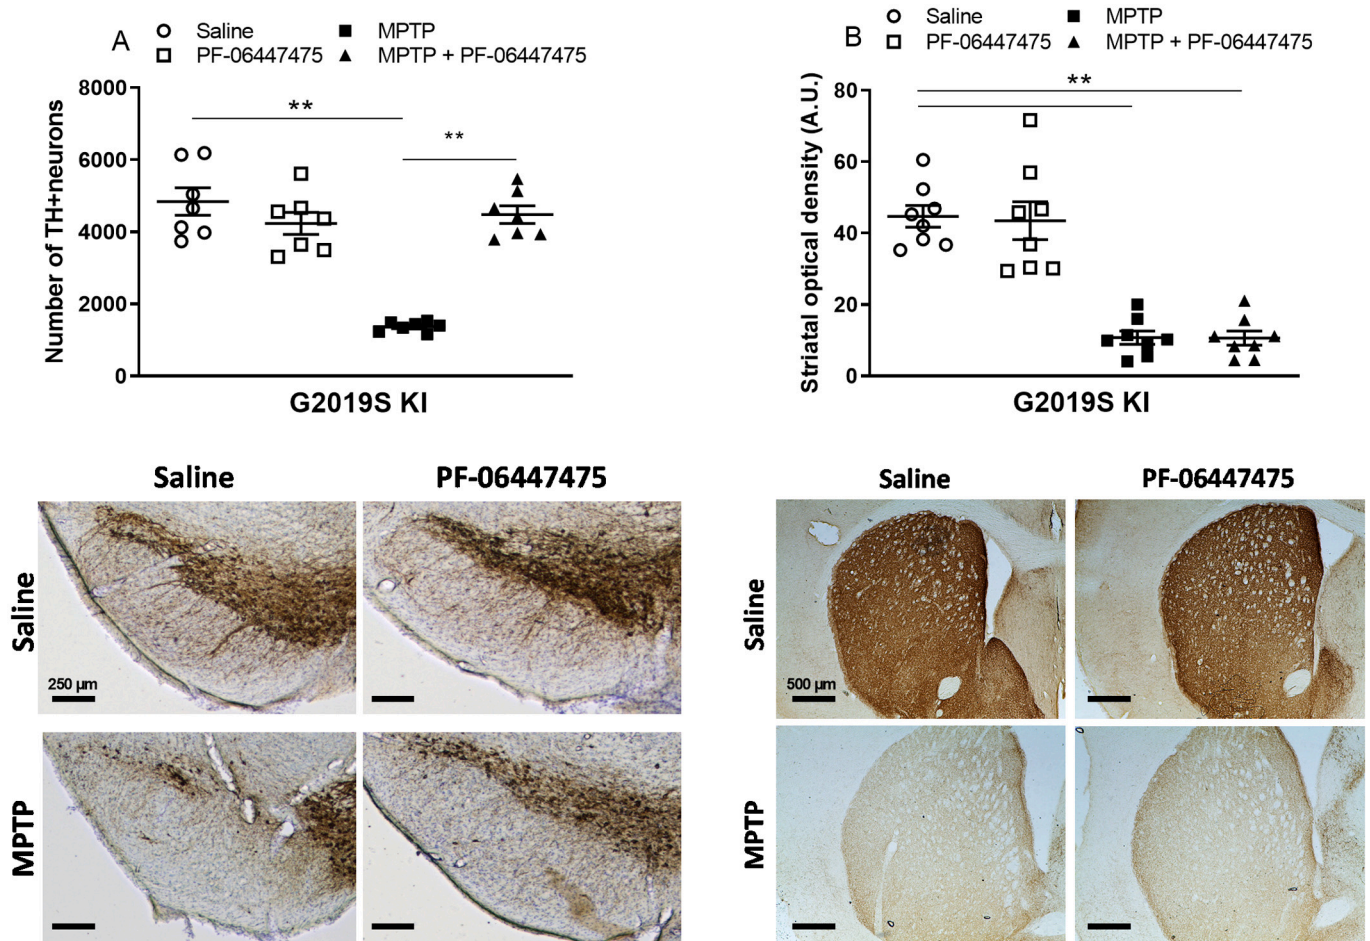 A
Saline
MPTP
PF-06447475
MPTP + PF-06447475
Number of TH+neurons
8000
6000
4000
2000
0
**
**
G2019S KI
B
Saline
MPTP
PF-06447475
MPTP + PF-06447475
Striatal optical density (A.U.)
80
60
40
20
0
**
G2019S KI
Saline
PF-06447475
Saline
250 µm
MPTP
Saline
PF-06447475
Saline
500 µm
MPTP